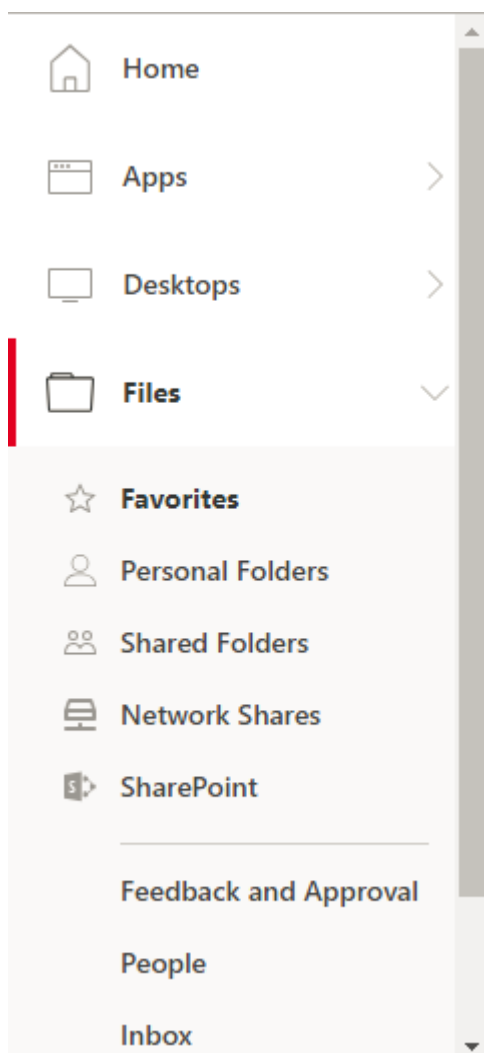 Home
Apps
Desktops
Files
Favorites
Personal Folders
Shared Folders
Network Shares
SharePoint
Feedback and Approval
People
Inbox